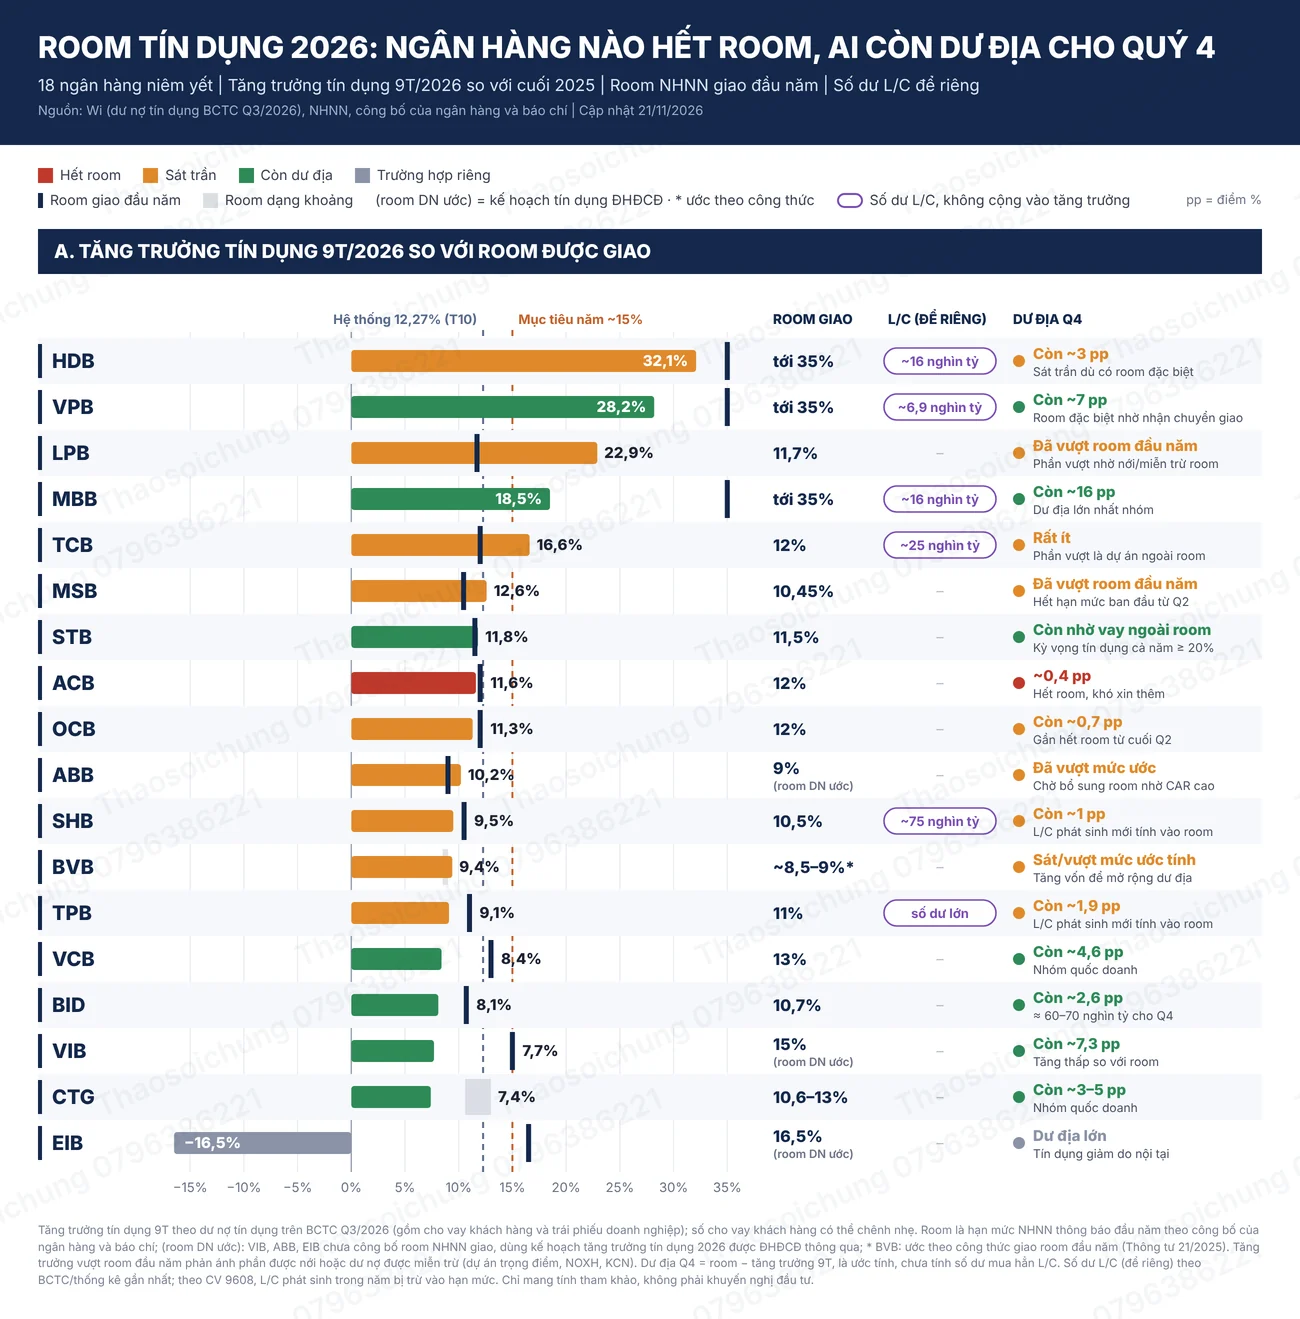 ROOM TÍN DỤNG 2026: NGÂN HÀNG NÀO HẾT ROOM, AI CÒN DƯ ĐỊA CHO QUÝ 4
18 ngân hàng niêm yết | Tăng trưởng tín dụng 9T/2026 so với cuối 2025 | Room NHNN giao đầu năm | Số dư L/C để riêng
Nguồn: Wi (dư nợ tín dụng BCTC Q3/2026), NHNN, công bố của ngân hàng và báo chí | Cập nhật 21/11/2026
Hết room Sát trần Còn dư địa Trường hợp riêng
Room giao đầu năm Room dạng khoảng (room DN ước) = kế hoạch tín dụng ĐHĐCĐ · * ước theo công thức Số dư L/C, không cộng vào tăng trưởng pp = điểm %
A. TĂNG TRƯỞNG TÍN DỤNG 9T/2026 SO VỚI ROOM ĐƯỢC GIAO
Hệ thống 12,27% (T10) Mục tiêu năm ~15% ROOM GIAO L/C (ĐỂ RIÊNG) DƯ ĐỊA Q4
HDB 32,1% tới 35% ~16 nghìn tỷ Còn ~3 pp
Sát trần dù có room đặc biệt
VPB 28,2% tới 35% ~6,9 nghìn tỷ Còn ~7 pp
Room đặc biệt nhờ nhận chuyển giao
LPB 22,9% 11,7% – Đã vượt room đầu năm
Phần vượt nhờ nới/miễn trừ room
MBB 18,5% tới 35% ~16 nghìn tỷ Còn ~16 pp
Dư địa lớn nhất nhóm
TCB 16,6% 12% ~25 nghìn tỷ Rất ít
Phần vượt là dự án ngoài room
MSB 12,6% 10,45% – Đã vượt room đầu năm
Hết hạn mức ban đầu từ Q2
STB 11,8% 11,5% – Còn nhờ vay ngoài room
Kỳ vọng tín dụng cả năm ≥ 20%
ACB 11,6% 12% – ~0,4 pp
Hết room, khó xin thêm
OCB 11,3% 12% – Còn ~0,7 pp
Gần hết room từ cuối Q2
ABB 10,2% 9% – Đã vượt mức ước
(room DN ước) Chờ bổ sung room nhờ CAR cao
SHB 9,5% 10,5% ~75 nghìn tỷ Còn ~1 pp
L/C phát sinh mới tính vào room
BVB 9,4% ~8,5–9%* – Sát/vượt mức ước tính
Tăng vốn để mở rộng dư địa
TPB 9,1% 11% số dư lớn Còn ~1,9 pp
L/C phát sinh mới tính vào room
VCB 8,4% 13% – Còn ~4,6 pp
Nhóm quốc doanh
BID 8,1% 10,7% – Còn ~2,6 pp
≈ 60–70 nghìn tỷ cho Q4
VIB 7,7% 15% – Còn ~7,3 pp
(room DN ước) Tăng thấp so với room
CTG 7,4% 10,6–13% – Còn ~3–5 pp
Nhóm quốc doanh
EIB −16,5% 16,5% – Dư địa lớn
(room DN ước) Tín dụng giảm do nội tại
−15% −10% −5% 0% 5% 10% 15% 20% 25% 30% 35%
Tăng trưởng tín dụng 9T theo dư nợ tín dụng trên BCTC Q3/2026 (gồm cho vay khách hàng và trái phiếu doanh nghiệp); số cho vay khách hàng có thể chênh nhẹ. Room là hạn mức NHNN thông báo đầu năm theo công bố của
ngân hàng và báo chí; (room DN ước): VIB, ABB, EIB chưa công bố room NHNN giao, dùng kế hoạch tăng trưởng tín dụng 2026 được ĐHĐCĐ thông qua; * BVB: ước theo công thức giao room đầu năm (Thông tư 21/2025). Tăng
trưởng vượt room đầu năm phản ánh phần được nới hoặc dư nợ được miễn trừ (dự án trọng điểm, NOXH, KCN). Dư địa Q4 = room − tăng trưởng 9T, là ước tính, chưa tính số dư mua hẳn L/C. Số dư L/C (để riêng) theo
BCTC/thống kê gần nhất; theo CV 9608, L/C phát sinh trong năm bị trừ vào hạn mức. Chỉ mang tính tham khảo, không phải khuyến nghị đầu tư.
Thaosoichung 0796386221